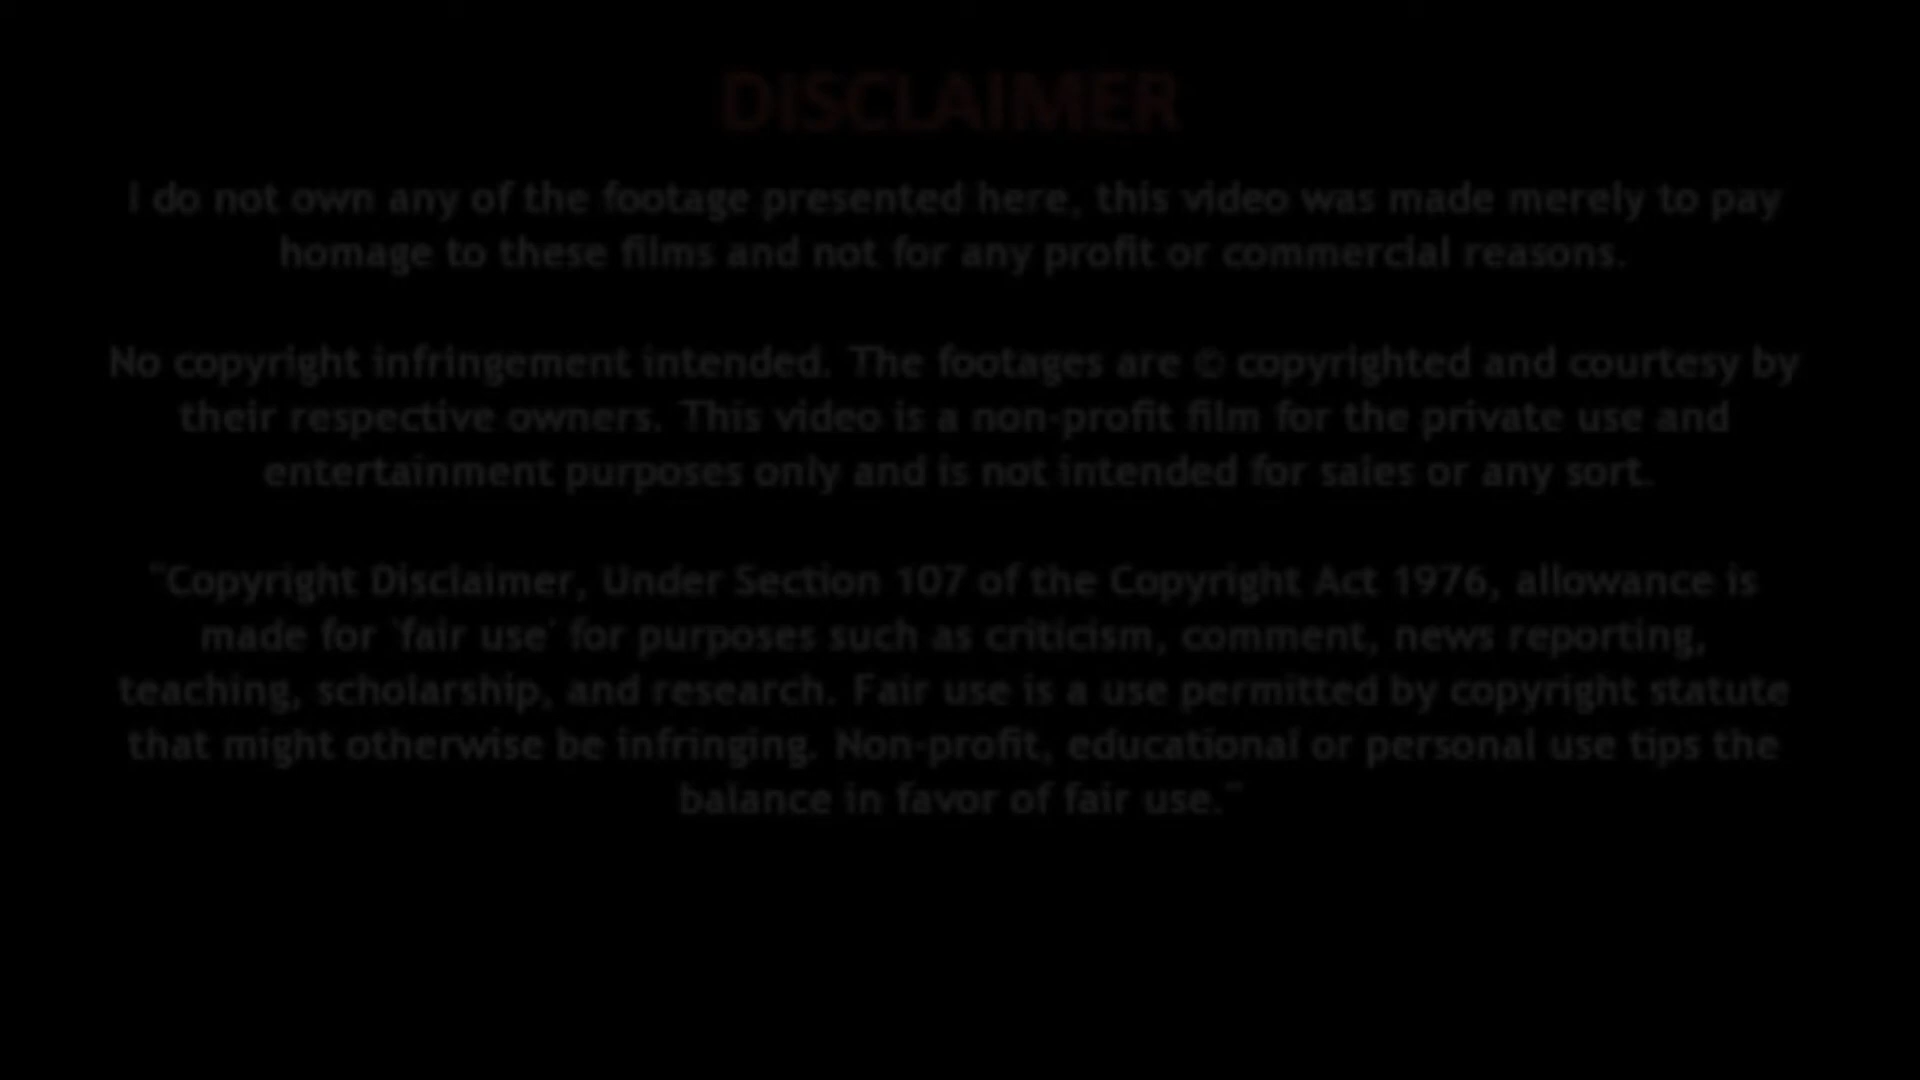 DISCLAIMER
I do not own any of the footage presented here, this video was made merely to pay
homage to these films and not for any profit or commercial reasons.
No copyright infringement intended. The footages are © copyrighted and courtesy by
their respective owners. This video is a non-profit film for the private use and
entertainment purposes only and is not intended for sales or any sort.
"Copyright Disclaimer, Under Section 107 of the Copyright Act 1976, allowance is
made for 'fair use' for purposes such as criticism, comment, news reporting,
teaching, scholarship, and research. Fair use is a use permitted by copyright statute
that might otherwise be infringing. Non-profit, educational or personal use tips the
balance in favor of fair use."